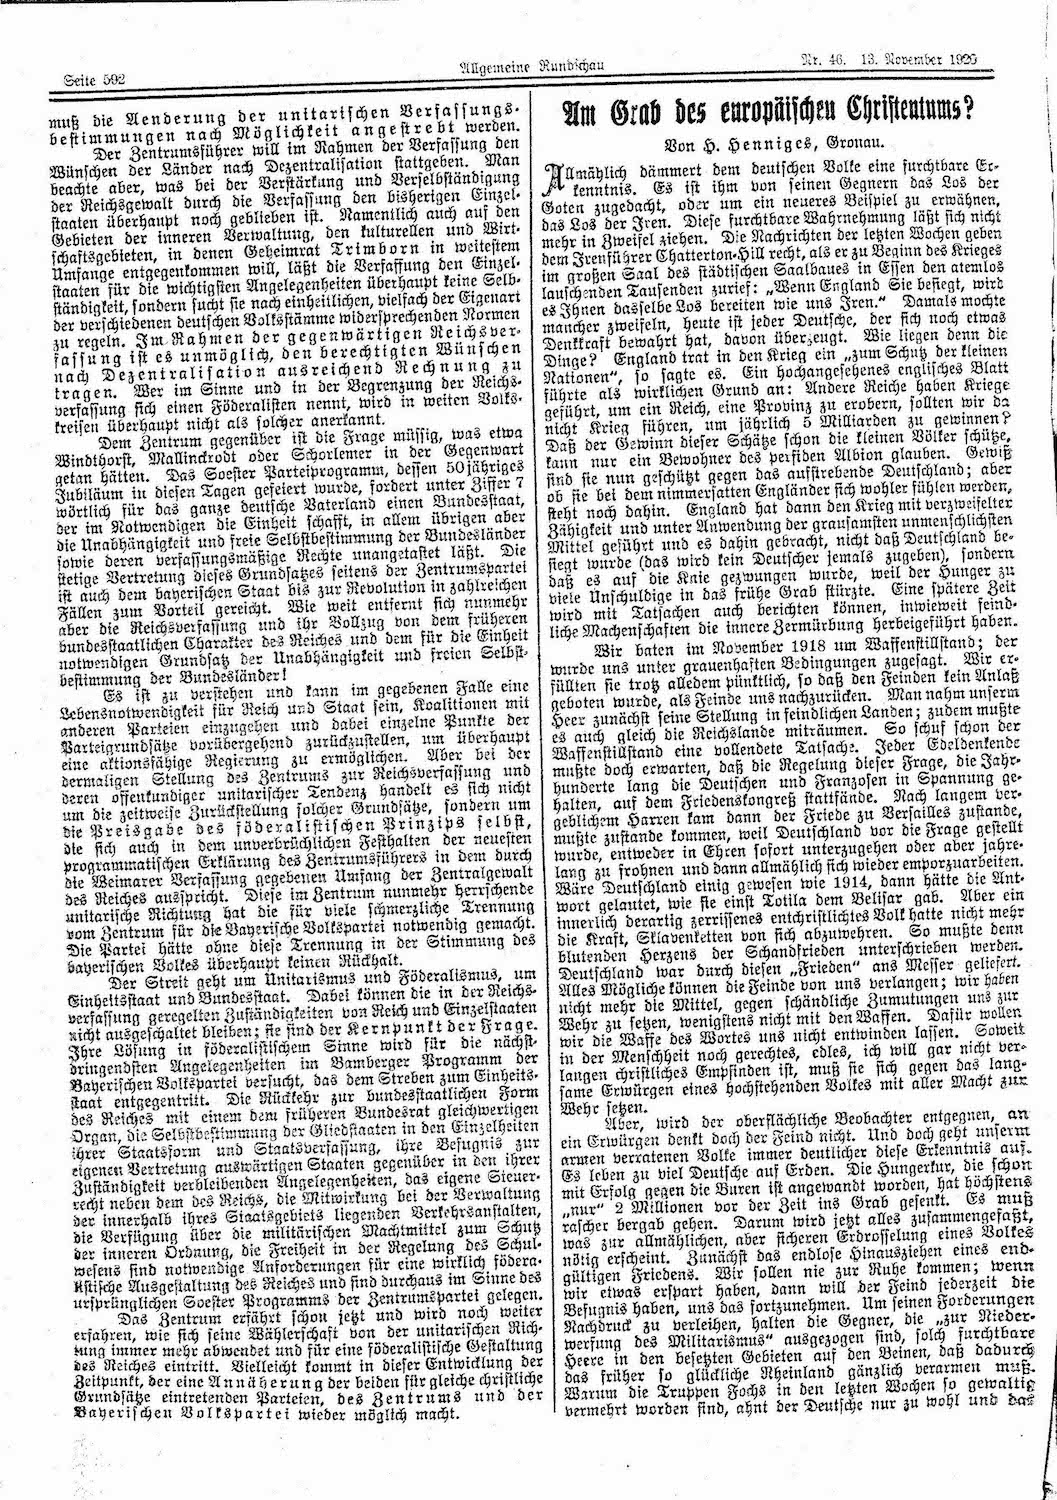 Seite 592
Allgemeine Rundschau
Nr. 46. 13. November 1920
muß die Aenderung der unitarischen Verfassungs-
bestimmungen nach Möglichkeit angestrebt werden.
Der Zentrumsführer will im Rahmen der Verfassung den
Wünschen der Länder nach Dezentralisation stattgeben. Man
beachte aber, was bei der Verstärkung und Verselbständigung
der Reichsgewalt durch die Verfassung den bisherigen Einzel-
staaten überhaupt noch geblieben ist. Namentlich auch auf den
Gebieten der inneren Verwaltung, den kulturellen und Wirt-
schaftsgebieten, in denen Geheimrat Trimborn in weitestem
Umfange entgegenkommen will, läßt die Verfassung den Einzel-
staaten für die wichtigsten Angelegenheiten überhaupt keine Selb-
ständigkeit, sondern sucht sie nach einheitlichen, vielfach der Eigenart
der verschiedenen deutschen Volksstämme widersprechenden Normen
zu regeln. Im Rahmen der gegenwärtigen Reichsver-
fassung ist es unmöglich, den berechtigten Wünschen
nach Dezentralisation ausreichend Rechnung zu
tragen. Wer im Sinne und in der Begrenzung der Reichs-
verfassung sich einen Föderalisten nennt, wird in weiten Volks-
kreisen überhaupt nicht als solcher anerkannt.
Dem Zentrum gegenüber ist die Frage müssig, was etwa
Windthorst, Mallinckrodt oder Schorlemer in der Gegenwart
getan hätten. Das Soester Parteiprogramm, dessen 50 jähriges
Jubiläum in diesen Tagen gefeiert wurde, fordert unter Ziffer 7
wörtlich für das ganze deutsche Vaterland einen Bundesstaat,
der im Notwendigen die Einheit schafft, in allem übrigen aber
die Unabhängigkeit und freie Selbstbestimmung der Bundesländer
sowie deren verfassungsmäßige Rechte unangetastet läßt. Die
stetige Vertretung dieses Grundsatzes seitens der Zentrumspartei
ist auch dem bayerischen Staat bis zur Revolution in zahlreichen
Fällen zum Vorteil gereicht. Wie weit entfernt sich nunmehr
aber die Reichsverfassung und ihr Vollzug von dem früheren
bundesstaatlichen Charakter des Reiches und dem für die Einheit
notwendigen Grundsatz der Unabhängigkeit und freien Selbst-
bestimmung der Bundesländer!
Es ist zu verstehen und kann im gegebenen Falle eine
Lebensnotwendigkeit für Reich und Staat sein, Koalitionen mit
anderen Parteien einzugehen und dabei einzelne Punkte der
Parteigrundsätze vorübergehend zurückzustellen, um überhaupt
eine aktionsfähige Regierung zu ermöglichen. Aber bei der
dermaligen Stellung des Zentrums zur Reichsverfassung und
deren offenkundiger unitarischer Tendenz handelt es sich nicht
um die zeitweise Zurückstellung solcher Grundsätze, sondern um
die Preisgabe des föderalistischen Prinzips selbst,
die sich auch in dem unverbrüchlichen Festhalten der neuesten
programmatischen Erklärung des Zentrumsführers in dem durch
die Weimarer Verfassung gegebenen Umfang der Zentralgewalt
des Reiches ausspricht. Diese im Zentrum nunmehr herrschende
unitarische Richtung hat die für viele schmerzliche Trennung
vom Zentrum für die Bayerische Volkspartei notwendig gemacht.
Die Partei hätte ohne diese Trennung in der Stimmung des
bayerischen Volkes überhaupt keinen Rückhalt.
Der Streit geht um Unitarismus und Föderalismus, um
Einheitsstaat und Bundesstaat. Dabei können die in der Reichs-
verfassung geregelten Zuständigkeiten von Reich und Einzelstaaten
nicht ausgeschaltet bleiben; sie sind der Kernpunkt der Frage.
Ihre Lösung in föderalistischem Sinne wird für die nächst-
dringendsten Angelegenheiten im Bamberger Programm der
Bayerischen Volkspartei versucht, das dem Streben zum Einheits-
staat entgegentritt. Die Rückkehr zur bundesstaatlichen Form
des Reiches mit einem dem früheren Bundesrat gleichwertigen
Organ, die Selbstbestimmung der Gliedstaaten in den Einzelheiten
ihrer Staatsform und Staatsverfassung, ihre Befugnis zur
eigenen Vertretung auswärtigen Staaten gegenüber in den ihrer
Zuständigkeit verbleibenden Angelegenheiten, das eigene Steuer-
recht neben dem des Reichs, die Mitwirkung bei der Verwaltung
der innerhalb ihres Staatsgebiets liegenden Verkehrsanstalten,
die Verfügung über die militärischen Machtmittel zum Schutz
der inneren Ordnung, die Freiheit in der Regelung des Schul-
wesens sind notwendige Anforderungen für eine wirklich födera-
listische Ausgestaltung des Reiches und sind durchaus im Sinne des
ursprünglichen Soester Programms der Zentrumspartei gelegen.
Das Zentrum erfährt schon jetzt und wird noch weiter
erfahren, wie sich seine Wählerschaft von der unitarischen Rich-
tung immer mehr abwendet und für eine föderalistische Gestaltung
des Reiches eintritt. Vielleicht kommt in dieser Entwicklung der
Zeitpunkt, der eine Annäherung der beiden für gleiche christliche
Grundsätze eintretenden Parteien, des Zentrums und der
Bayerischen Volkspartei wieder möglich macht.
Am Grab des europäischen Christentums?
Von H. Henniges, Gronau.
Allmählich dämmert dem deutschen Volke eine furchtbare Er-
kenntnis. Es ist ihm von seinen Gegnern das Los der
Goten zugedacht, oder um ein neueres Beispiel zu erwähnen,
das Los der Iren. Diese furchtbare Wahrnehmung läßt sich nicht
mehr in Zweifel ziehen. Die Nachrichten der letzten Wochen geben
dem Irenführer Chatterton-Hill recht, als er zu Beginn des Krieges
im großen Saal des städtischen Saalbaues in Essen den atemlos
lauschenden Tausenden zurief: „Wenn England Sie besiegt, wird
es Ihnen dasselbe Los bereiten wie uns Iren.“ Damals mochte
mancher zweifeln, heute ist jeder Deutsche, der sich noch etwas
Denkkraft bewahrt hat, davon überzeugt. Wie liegen denn die
Dinge? England trat in den Krieg ein „zum Schutz der kleinen
Nationen“, so sagte es. Ein hochangesehenes englisches Blatt
führte als wirklichen Grund an: Andere Reiche haben Kriege
geführt, um ein Reich, eine Provinz zu erobern, sollten wir da
nicht Krieg führen, um jährlich 5 Milliarden zu gewinnen?
Daß der Gewinn dieser Schätze schon die kleinen Völker schütze,
kann nur ein Bewohner des perfiden Albion glauben. Gewiß
sind sie nun geschützt gegen das aufstrebende Deutschland; aber
ob sie bei dem nimmersatten Engländer sich wohler fühlen werden,
steht noch dahin. England hat dann den Krieg mit verzweifelter
Zähigkeit und unter Anwendung der grausamsten unmenschlichsten
Mittel geführt und es dahin gebracht, nicht daß Deutschland be-
siegt wurde (das wird kein Deutscher jemals zugeben), sondern
daß es auf die Knie gezwungen wurde, weil der Hunger zu
viele Unschuldige in das frühe Grab stürzte. Eine spätere Zeit
wird mit Tatsachen auch berichten können, inwieweit feind-
liche Machenschaften die innere Zermürbung herbeigeführt haben.
Wir baten im November 1918 um Waffenstillstand; der
wurde uns unter grauenhaften Bedingungen zugesagt. Wir er-
füllten sie trotz alledem pünktlich, so daß den Feinden kein Anlaß
geboten wurde, als Feinde uns nachzurücken. Man nahm unserm
Heer zunächst seine Stellung in feindlichen Landen; zudem mußte
es auch gleich die Reichslande miträumen. So schuf schon der
Waffenstillstand eine vollendete Tatsache. Jeder Edeldenkende
mußte doch erwarten, daß die Regelung dieser Frage, die Jahr-
hunderte lang die Deutschen und Franzosen in Spannung ge-
halten, auf dem Friedenskongreß stattfände. Nach langem ver-
geblichem Harren kam dann der Friede zu Versailles zustande,
mußte zustande kommen, weil Deutschland vor die Frage gestellt
wurde, entweder in Ehren sofort unterzugehen oder aber jahre-
lang zu frohnen und dann allmählich sich wieder emporzuarbeiten.
Wäre Deutschland einig gewesen wie 1914, dann hätte die Ant-
wort gelautet, wie sie einst Totila dem Belisar gab. Aber ein
innerlich derartig zerrissenes entchristlichtes Volk hatte nicht mehr
die Kraft, Sklavenketten von sich abzuwehren. So mußte denn
blutenden Herzens der Schandfrieden unterschrieben werden.
Deutschland war durch diesen „Frieden“ ans Messer geliefert.
Alles Mögliche können die Feinde von uns verlangen; wir haben
nicht mehr die Mittel, gegen schändliche Zumutungen uns zur
Wehr zu setzen, wenigstens nicht mit den Waffen. Dafür wollen
wir die Waffe des Wortes uns nicht entwinden lassen. Soweit
in der Menschheit noch gerechtes, edles, ich will gar nicht ver-
langen christliches Empfinden ist, muß sie sich gegen das lang-
same Erwürgen eines hochstehenden Volkes mit aller Macht zur
Wehr setzen.
Aber, wird der oberflächliche Beobachter entgegnen, an
ein Erwürgen denkt doch der Feind nicht. Und doch geht unserm
armen verratenen Volke immer deutlicher diese Erkenntnis auf.
Es leben zu viel Deutsche auf Erden. Die Hungerkur, die schon
mit Erfolg gegen die Buren ist angewandt worden, hat höchstens
„nur“ 2 Millionen vor der Zeit ins Grab gesenkt. Es muß
rascher bergab gehen. Darum wird jetzt alles zusammengefaßt,
was zur allmählichen, aber sicheren Erdrosselung eines Volkes
nötig erscheint. Zunächst das endlose Hinausziehen eines end-
gültigen Friedens. Wir sollen nie zur Ruhe kommen; wenn
wir etwas erspart haben, dann will der Feind jederzeit die
Befugnis haben, uns das fortzunehmen. Um seinen Forderungen
Nachdruck zu verleihen, halten die Gegner, die „zur Nieder-
werfung des Militarismus“ ausgezogen sind, solch furchtbare
Heere in den besetzten Gebieten auf den Beinen, daß dadurch
das früher so glückliche Rheinland gänzlich verarmen muß.
Warum die Truppen Fochs in den letzten Wochen so gewaltig
vermehrt worden sind, ahnt der Deutsche nur zu wohl und das